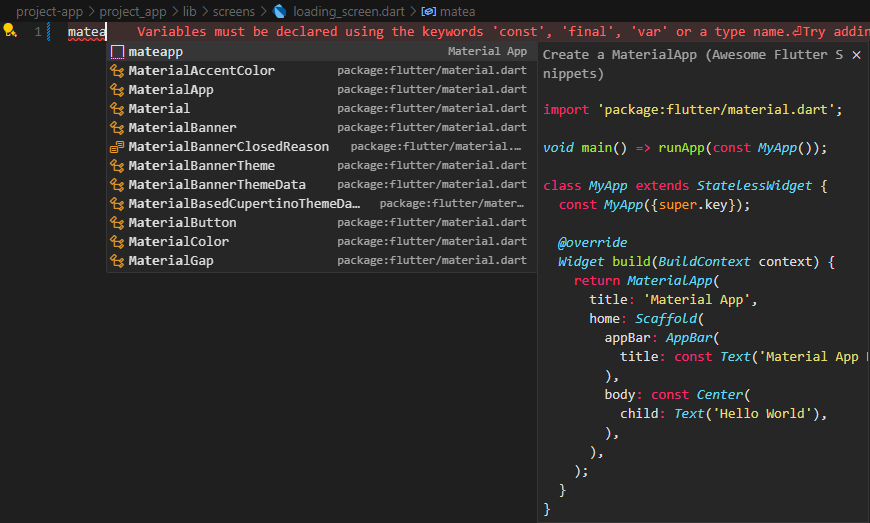 project-app > project_app > lib > screens > loading_screen.dart > matea
1 matea Variables must be declared using the keywords 'const', 'final', 'var' or a type name.⏎Try addin
mateapp Material App
MaterialAccentColor package:flutter/material.dart
MaterialApp package:flutter/material.dart
Material package:flutter/material.dart
MaterialBanner package:flutter/material.dart
MaterialBannerClosedReason package:flutter/material.…
MaterialBannerTheme package:flutter/material.dart
MaterialBannerThemeData package:flutter/material.dart
MaterialBasedCupertinoThemeDa… package:flutter/mater…
MaterialButton package:flutter/material.dart
MaterialColor package:flutter/material.dart
MaterialGap package:flutter/material.dart
Create a MaterialApp (Awesome Flutter S
nippets)
import 'package:flutter/material.dart';
void main() => runApp(const MyApp());
class MyApp extends StatelessWidget {
const MyApp({super.key});
@override
Widget build(BuildContext context) {
return MaterialApp(
title: 'Material App',
home: Scaffold(
appBar: AppBar(
title: const Text('Material App
),
body: const Center(
child: Text('Hello World'),
),
),
);
}
}